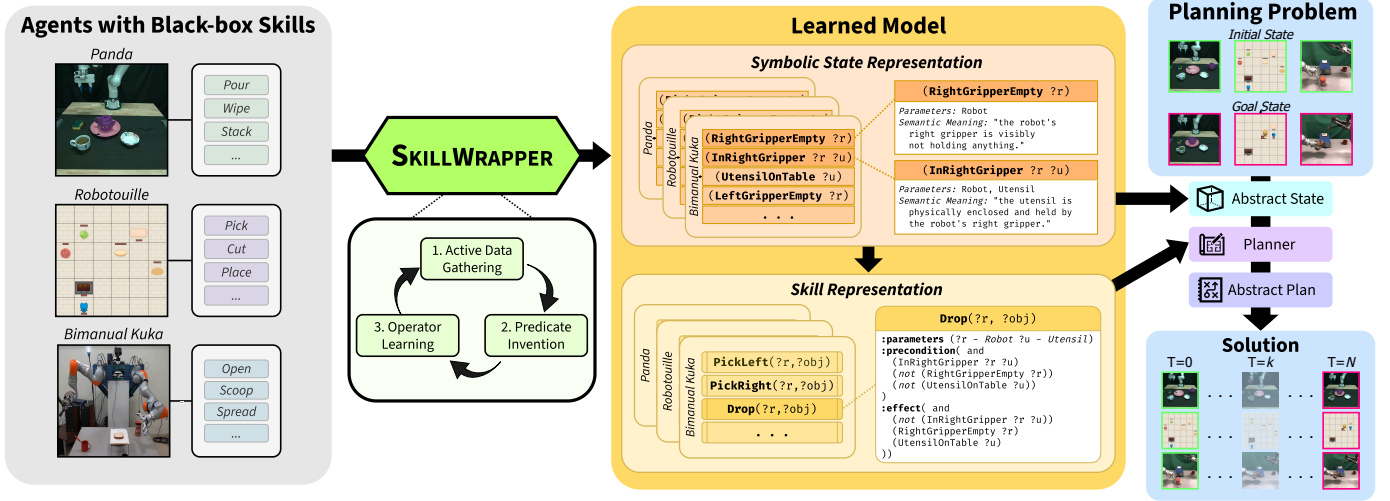 Agents with Black-box Skills
Panda
Pour
Wipe
Stack
...
Robotouille
Pick
Cut
Place
...
Bimanual Kuka
Open
Scoop
Spread
...
SKILLWRAPPER
1. Active Data
Gathering
2. Predicate
Invention
3. Operator
Learning
Learned Model
Symbolic State Representation
Panda
Robotouille
Bimanual Kuka
(RightGripperEmpty ?r)
(InRightGripper ?r ?u)
(UtensilOnTable ?u)
(LeftGripperEmpty ?r)
. . .
(RightGripperEmpty ?r)
Parameters: Robot
Semantic Meaning: "the robot's
right gripper is visibly
not holding anything."
(InRightGripper ?r ?u)
Parameters: Robot, Utensil
Semantic Meaning: "the utensil is
physically enclosed and held by
the robot's right gripper."
Skill Representation
Panda
Robotouille
Bimanual Kuka
PickLeft(?r,?obj)
PickRight(?r,?obj)
Drop(?r,?obj)
. . .
Drop(?r, ?obj)
:parameters (?r – Robot ?u – Utensil)
:precondition( and
(InRightGripper ?r ?u)
(not (RightGripperEmpty ?r))
(not (UtensilOnTable ?u))
)
:effect( and
(not (InRightGripper ?r ?u))
(RightGripperEmpty ?r)
(UtensilOnTable ?u)
))
Planning Problem
Initial State
Goal State
Abstract State
Planner
Abstract Plan
Solution
T=0 T=k T=N
. . . . . .
. . . . . .
. . . . . .